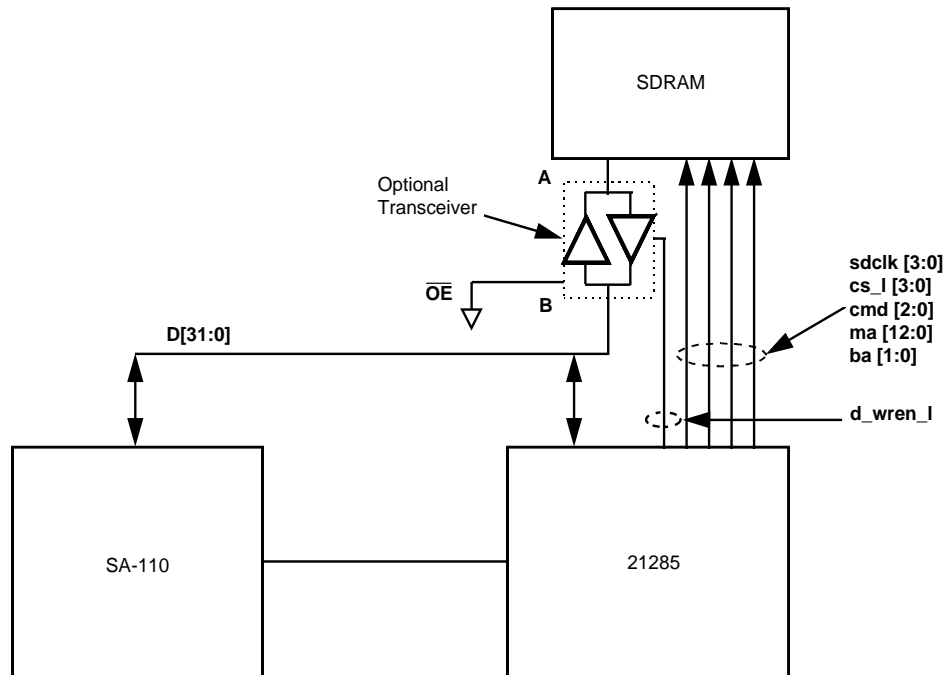 SDRAM
A
Optional
Transceiver
OE
B
sdclk [3:0]
cs_l [3:0]
cmd [2:0]
ma [12:0]
ba [1:0]
D[31:0]
d_wren_l
SA-110
21285